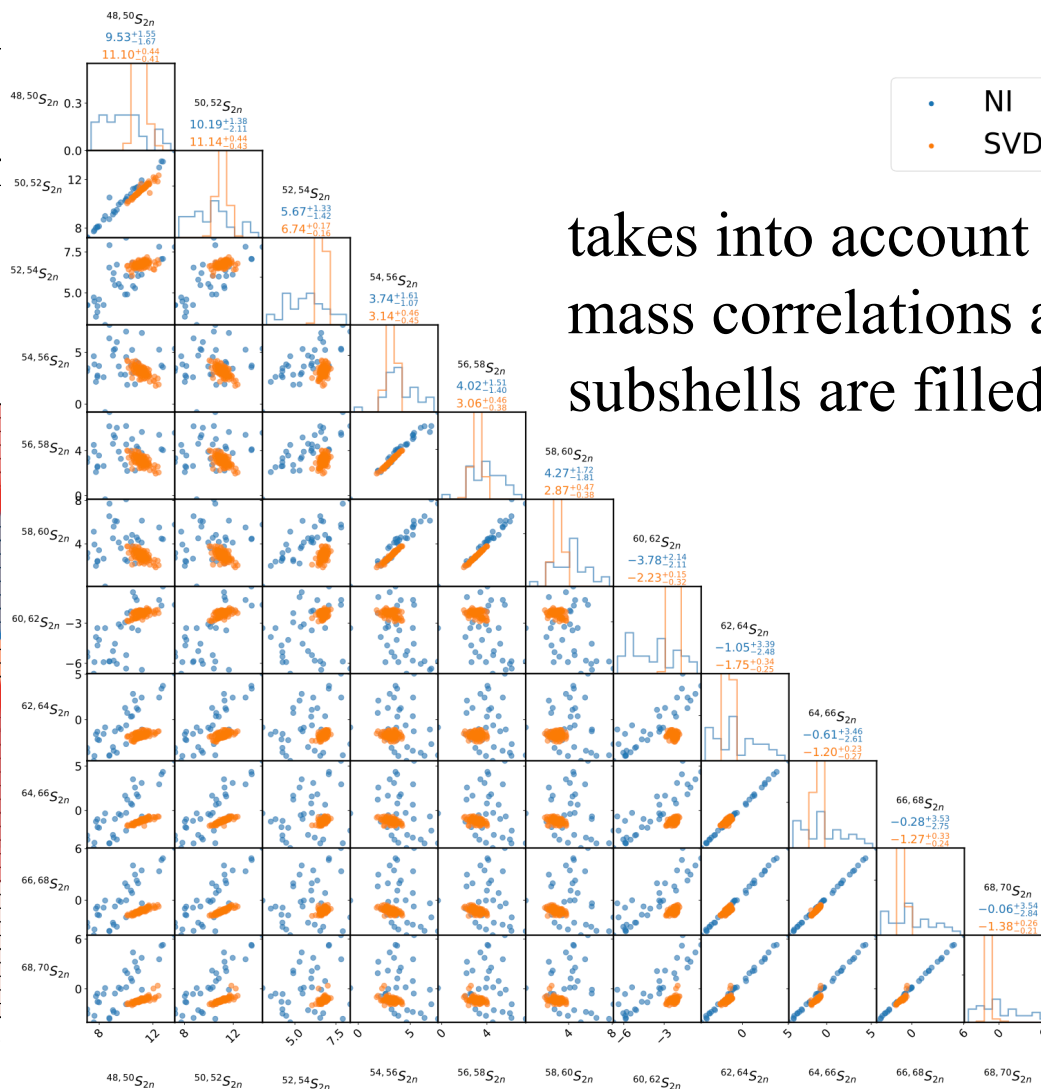 48,50S2n
9.53+1.55−1.67
11.10+0.44−0.41
48,50S2n
0.3
0.0
50,52S2n
10.19+1.38−2.11
11.14+0.44−0.43
NI
SVD
50,52S2n
12
8
52,54S2n
5.67+1.33−1.42
6.74+0.17−0.16
takes into account
mass correlations a
subshells are filled
52,54S2n
7.5
5.0
54,56S2n
3.74+1.61−1.07
3.14+0.46−0.45
54,56S2n
5
0
56,58S2n
4.02+1.51−1.40
3.06+0.46−0.38
56,58S2n
4
0
58,60S2n
4.27+1.72−1.81
2.87+0.47−0.38
58,60S2n
8
4
60,62S2n
−3.78+2.14−2.11
−2.23+0.15−0.32
60,62S2n
−3
−6
62,64S2n
−1.05+3.39−2.48
−1.75+0.34−0.25
62,64S2n
5
0
64,66S2n
−0.61+3.46−2.61
−1.20+0.23−0.27
64,66S2n
5
0
66,68S2n
−0.28+3.53−2.75
−1.27+0.33−0.24
66,68S2n
6
0
68,70S2n
−0.06+3.54−2.84
−1.38+0.26−0.21
68,70S2n
6
0
8 12 8 12 5.0 7.5 0 5 0 4 4 8 −6 −3 0 5 0 5 0 6 0
48,50S2n 50,52S2n 52,54S2n 54,56S2n 56,58S2n 58,60S2n 60,62S2n 62,64S2n 64,66S2n 66,68S2n 68,70S2n